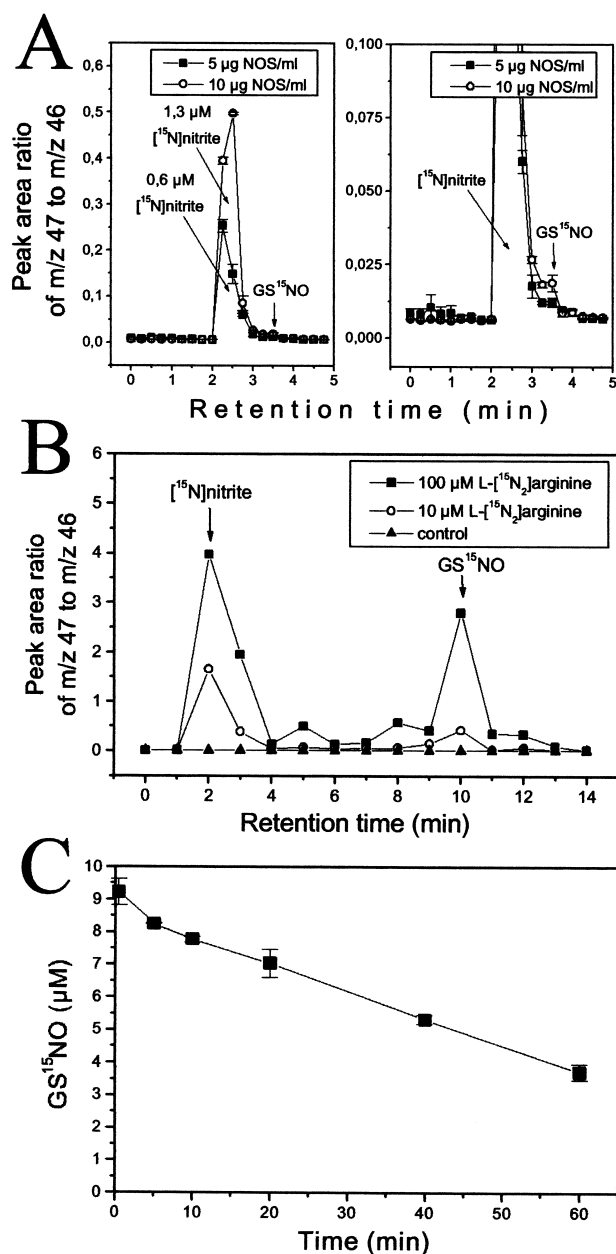 A
Peak area ratio
of m/z 47 to m/z 46
0,6
0,5
0,4
0,3
0,2
0,1
0,0
5 µg NOS/ml
10 µg NOS/ml
1,3 µM
[¹⁵N]nitrite
0,6 µM
[¹⁵N]nitrite
GS¹⁵NO
0 1 2 3 4 5
0,100
0,075
0,050
0,025
0,000
5 µg NOS/ml
10 µg NOS/ml
[¹⁵N]nitrite
GS¹⁵NO
0 1 2 3 4 5
Retention time (min)
B
Peak area ratio
of m/z 47 to m/z 46
6
5
4
3
2
1
0
[¹⁵N]nitrite
100 µM L-[¹⁵N₂]arginine
10 µM L-[¹⁵N₂]arginine
control
GS¹⁵NO
0 2 4 6 8 10 12 14
Retention time (min)
C
GS¹⁵NO (µM)
10
9
8
7
6
5
4
3
2
1
0
0 10 20 30 40 50 60
Time (min)